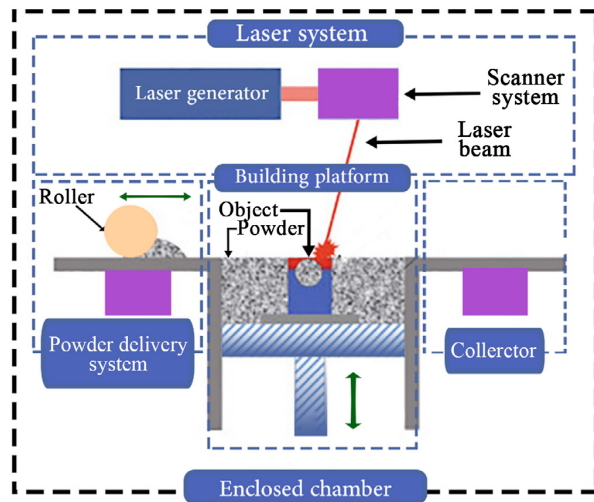 Laser system
Laser generator
Scanner
system
Laser
beam
Building platform
Roller
Object
Powder
Powder delivery
system
Collerctor
Enclosed chamber